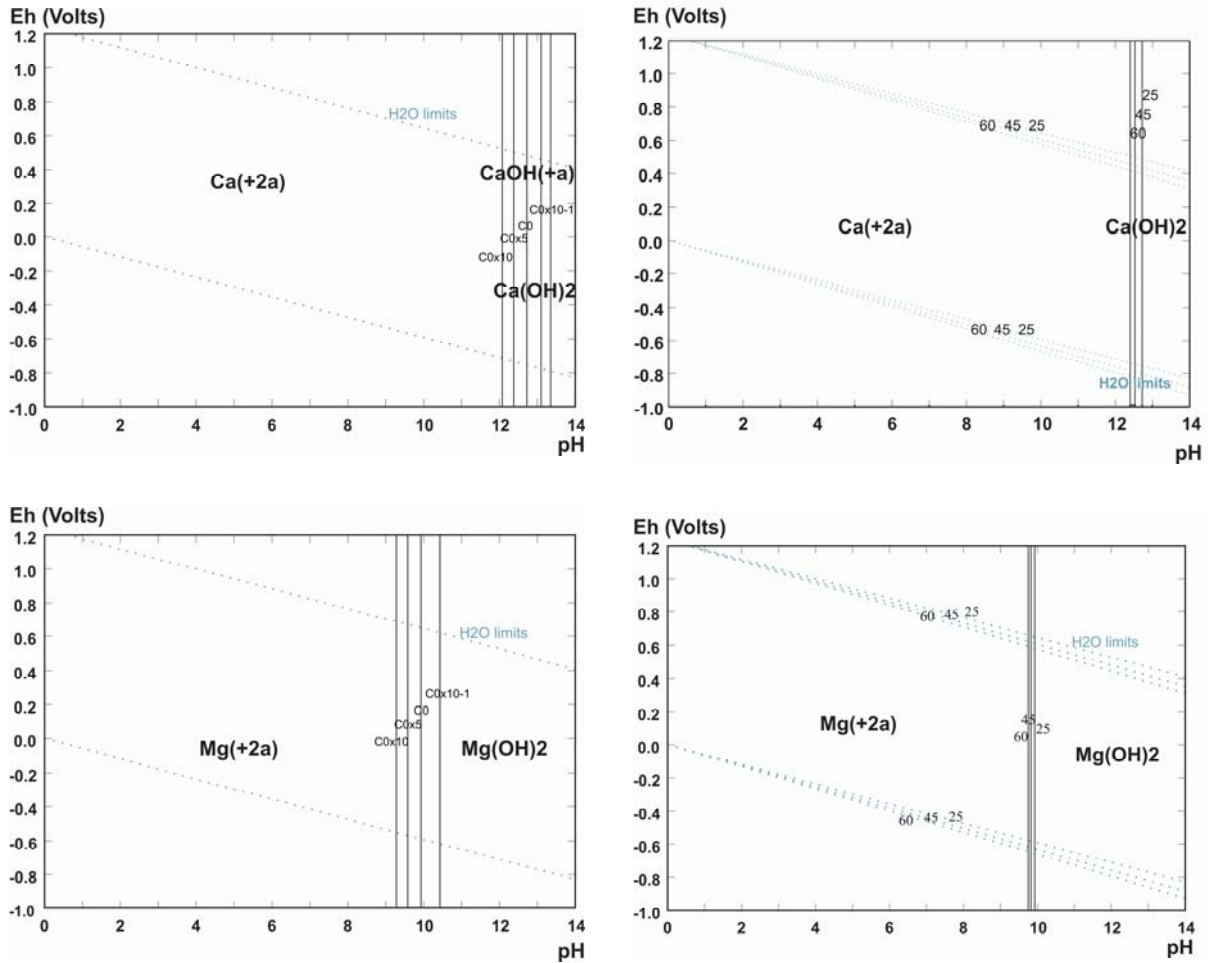 Eh (Volts)
1.2
1.0
0.8
0.6
0.4
0.2
0.0
-0.2
-0.4
-0.6
-0.8
-1.0
H2O limits
Ca(+2a)
CaOH(+a)
C0x10-1
C0
C0x5
C0x10
Ca(OH)2
0 2 4 6 8 10 12 14
pH
Eh (Volts)
1.2
1.0
0.8
0.6
0.4
0.2
0.0
-0.2
-0.4
-0.6
-0.8
-1.0
25
45
60
60 45 25
Ca(+2a)
Ca(OH)2
60 45 25
H2O limits
0 2 4 6 8 10 12 14
pH
Eh (Volts)
1.2
1.0
0.8
0.6
0.4
0.2
0.0
-0.2
-0.4
-0.6
-0.8
-1.0
H2O limits
C0x10-1
C0
C0x5
C0x10
Mg(+2a)
Mg(OH)2
0 2 4 6 8 10 12 14
pH
Eh (Volts)
1.2
1.0
0.8
0.6
0.4
0.2
0.0
-0.2
-0.4
-0.6
-0.8
-1.0
60 45 25
H2O limits
Mg(+2a)
45
25
60
Mg(OH)2
60 45 25
0 2 4 6 8 10 12 14
pH